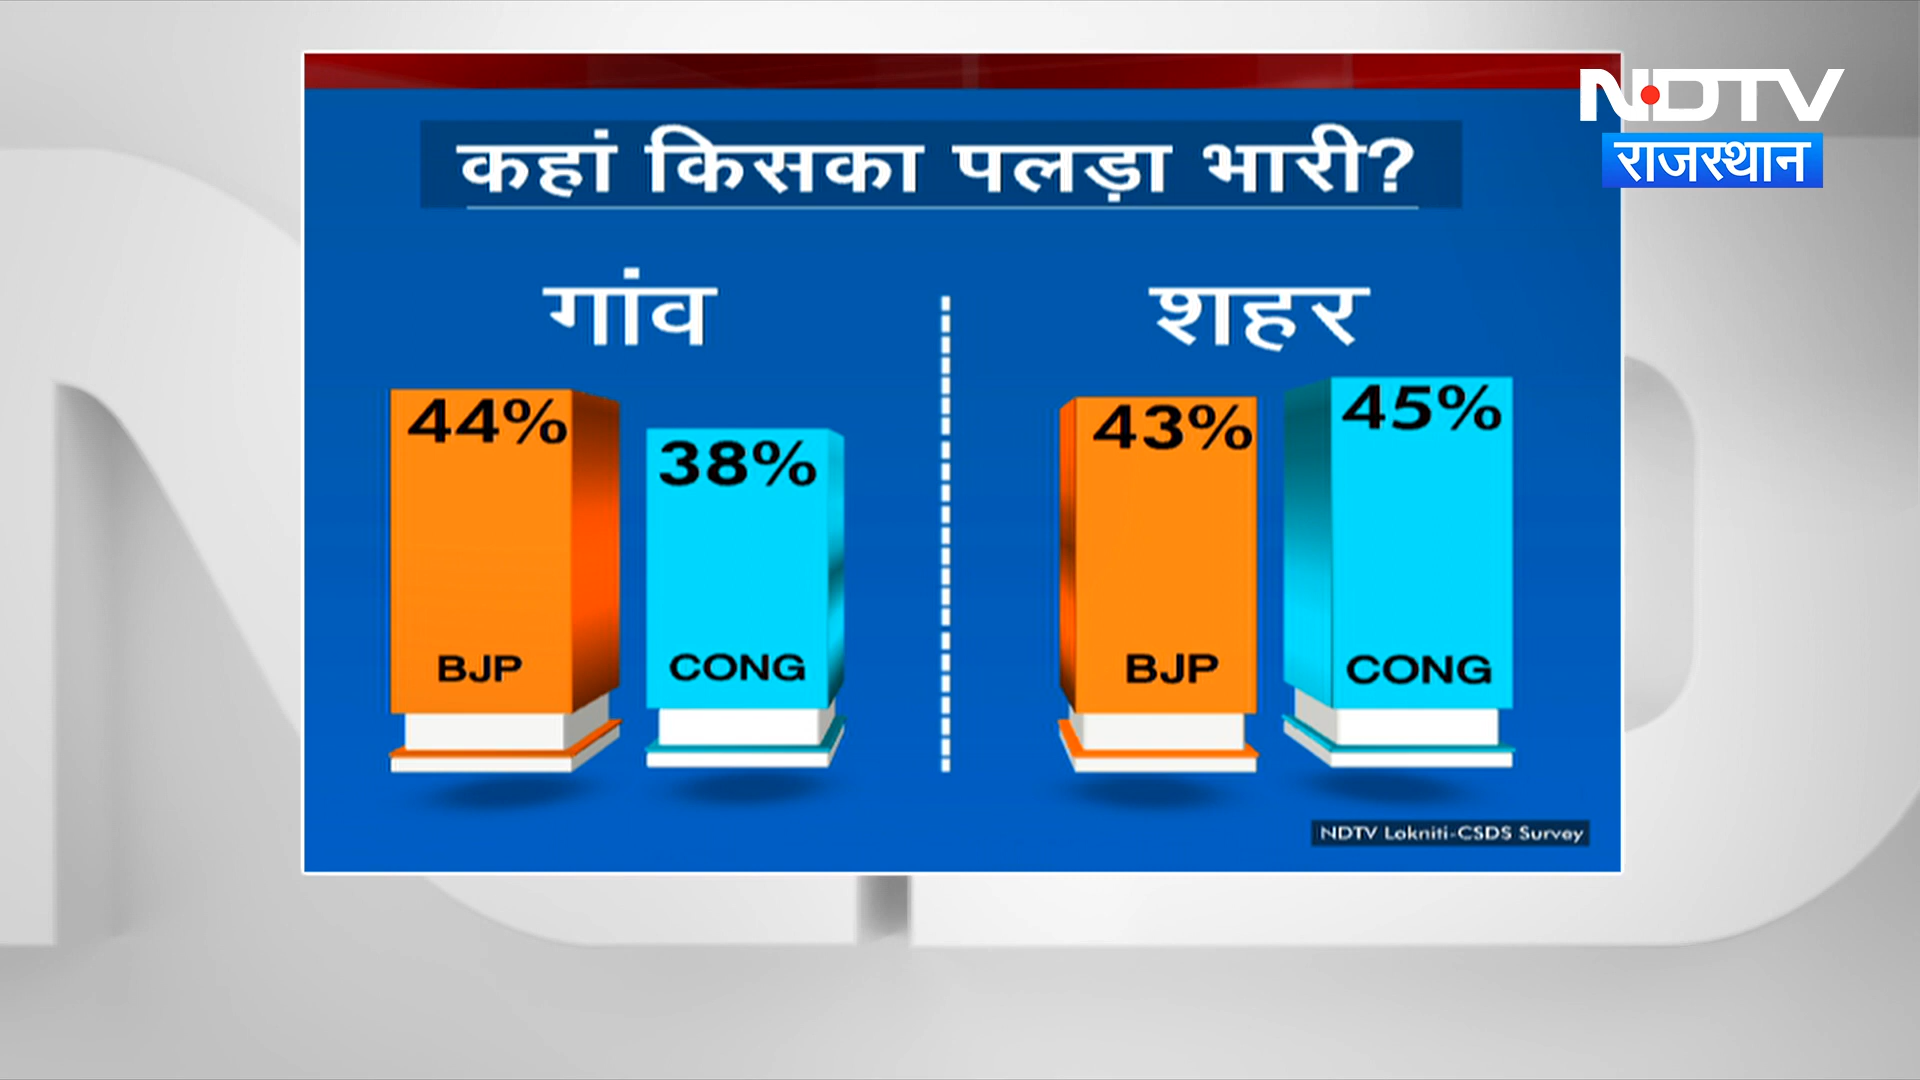 NDTV
राजस्थान
कहां किसका पलड़ा भारी?
गांव
44%
BJP
38%
CONG
शहर
43%
BJP
45%
CONG
NDTV Lokniti-CSDS Survey